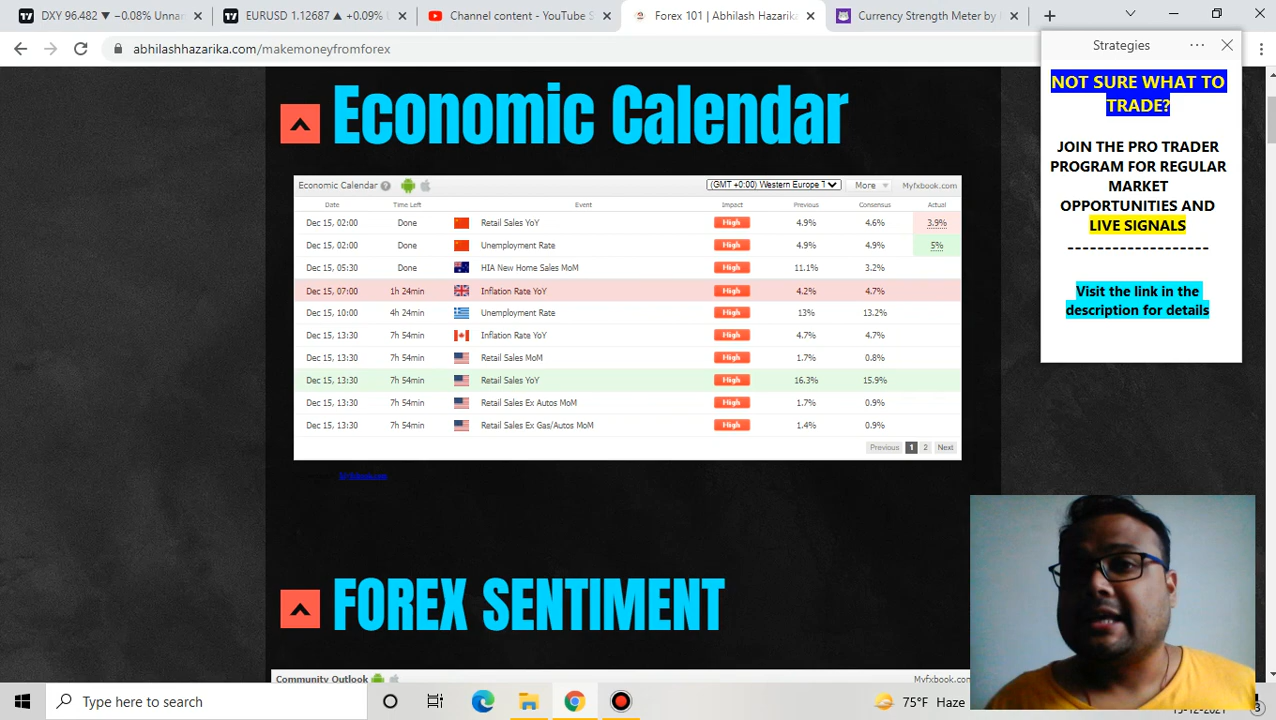 DXY 96.482 ▼ −0.08% Unnar
EURUSD 1.12687 ▲ +0.09% U
Channel content - YouTube S
Forex 101 | Abhilash Hazarika
Currency Strength Meter by
abhilashhazarika.com/makemoneyfromforex
Strategies
NOT SURE WHAT TO
TRADE?
JOIN THE PRO TRADER
PROGRAM FOR REGULAR
MARKET
OPPORTUNITIES AND
LIVE SIGNALS
--------------------
Visit the link in the
description for details
Economic Calendar
Economic Calendar (GMT +0:00) Western Europe T More Myfxbook.com
Date Time Left Event Impact Previous Consensus Actual
Dec 15, 02:00 Done Retail Sales YoY High 4.9% 4.6% 3.9%
Dec 15, 02:00 Done Unemployment Rate High 4.9% 4.9% 5%
Dec 15, 05:30 Done HIA New Home Sales MoM High 11.1% 3.2%
Dec 15, 07:00 1h 24min Inflation Rate YoY High 4.2% 4.7%
Dec 15, 10:00 4h 24min Unemployment Rate High 13% 13.2%
Dec 15, 13:30 7h 54min Inflation Rate YoY High 4.7% 4.7%
Dec 15, 13:30 7h 54min Retail Sales MoM High 1.7% 0.8%
Dec 15, 13:30 7h 54min Retail Sales YoY High 16.3% 15.9%
Dec 15, 13:30 7h 54min Retail Sales Ex Autos MoM High 1.7% 0.9%
Dec 15, 13:30 7h 54min Retail Sales Ex Gas/Autos MoM High 1.4% 0.9%
Previous 1 2 Next
Myfxbook.com
FOREX SENTIMENT
Community Outlook Myfxbook.com
Type here to search
75°F Haze